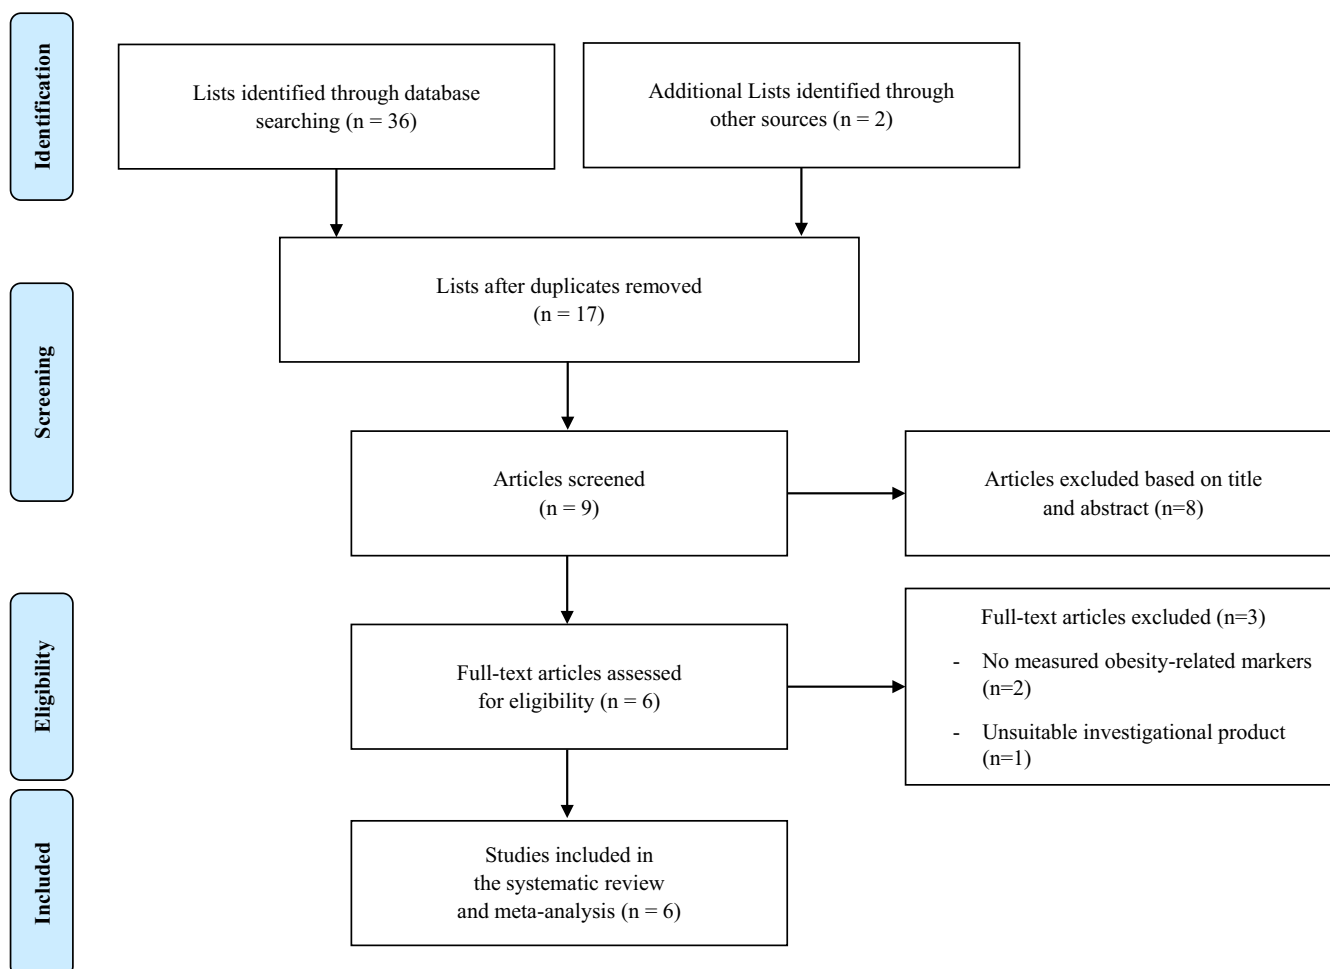 Identification
Lists identified through database
searching (n = 36)
Additional Lists identified through
other sources (n = 2)
Screening
Lists after duplicates removed
(n = 17)
Articles screened
(n = 9)
Articles excluded based on title
and abstract (n=8)
Eligibility
Full-text articles assessed
for eligibility (n = 6)
Full-text articles excluded (n=3)
- No measured obesity-related markers
(n=2)
- Unsuitable investigational product
(n=1)
Included
Studies included in
the systematic review
and meta-analysis (n = 6)